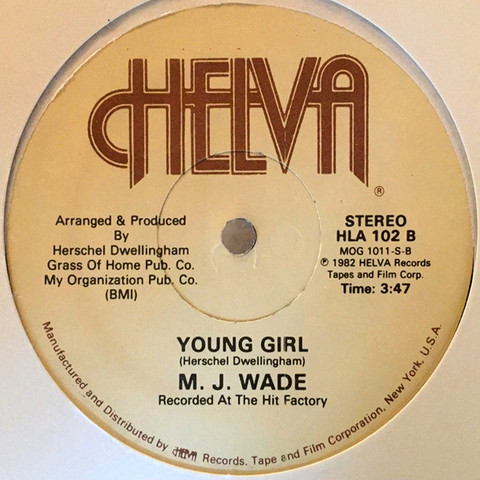 HELVA
®
Arranged & Produced
By
Herschel Dwellingham
Grass Of Home Pub. Co.
My Organization Pub. Co.
(BMI)
STEREO
HLA 102 B
MOG 1011-S-B
℗ 1982 HELVA Records
Tapes and Film Corp.
Time: 3:47
YOUNG GIRL
(Herschel Dwellingham)
M. J. WADE
Recorded At The Hit Factory
Manufactured and Distributed by HELVA Records. Tape and Film Corporation, New York, U.S.A.